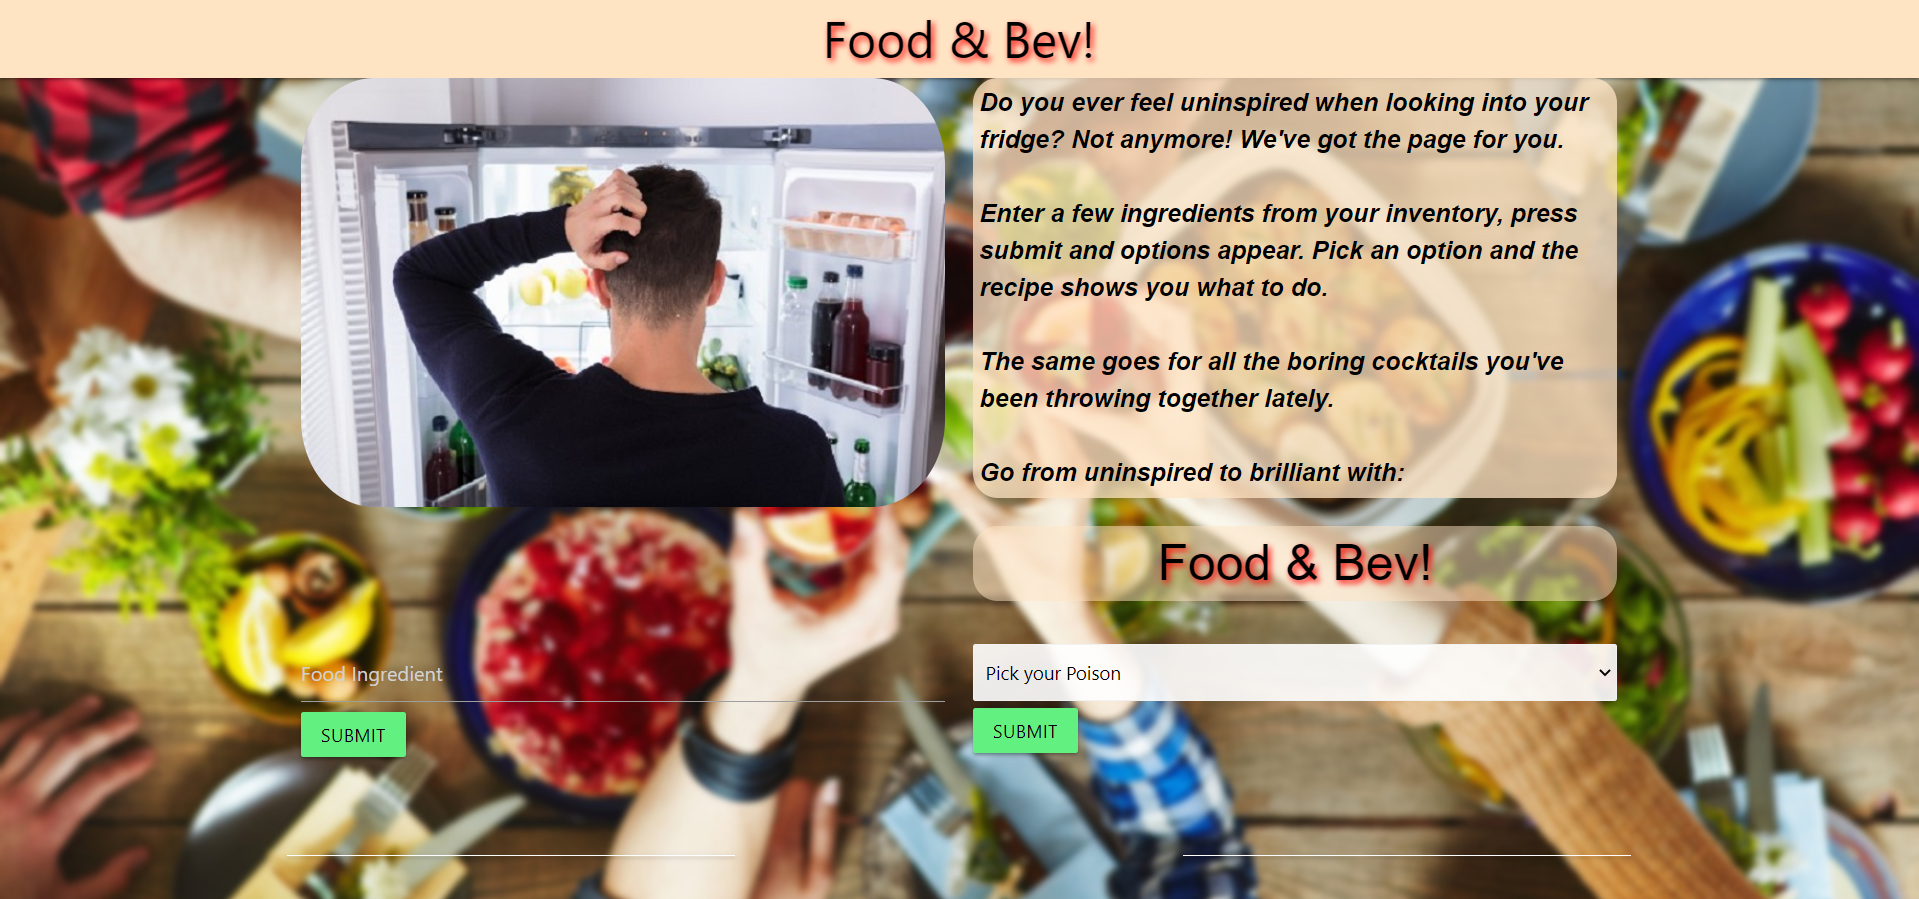 Food & Bev!
Do you ever feel uninspired when looking into your
fridge? Not anymore! We've got the page for you.
Enter a few ingredients from your inventory, press
submit and options appear. Pick an option and the
recipe shows you what to do.
The same goes for all the boring cocktails you've
been throwing together lately.
Go from uninspired to brilliant with:
Food & Bev!
Food Ingredient
SUBMIT
Pick your Poison
SUBMIT